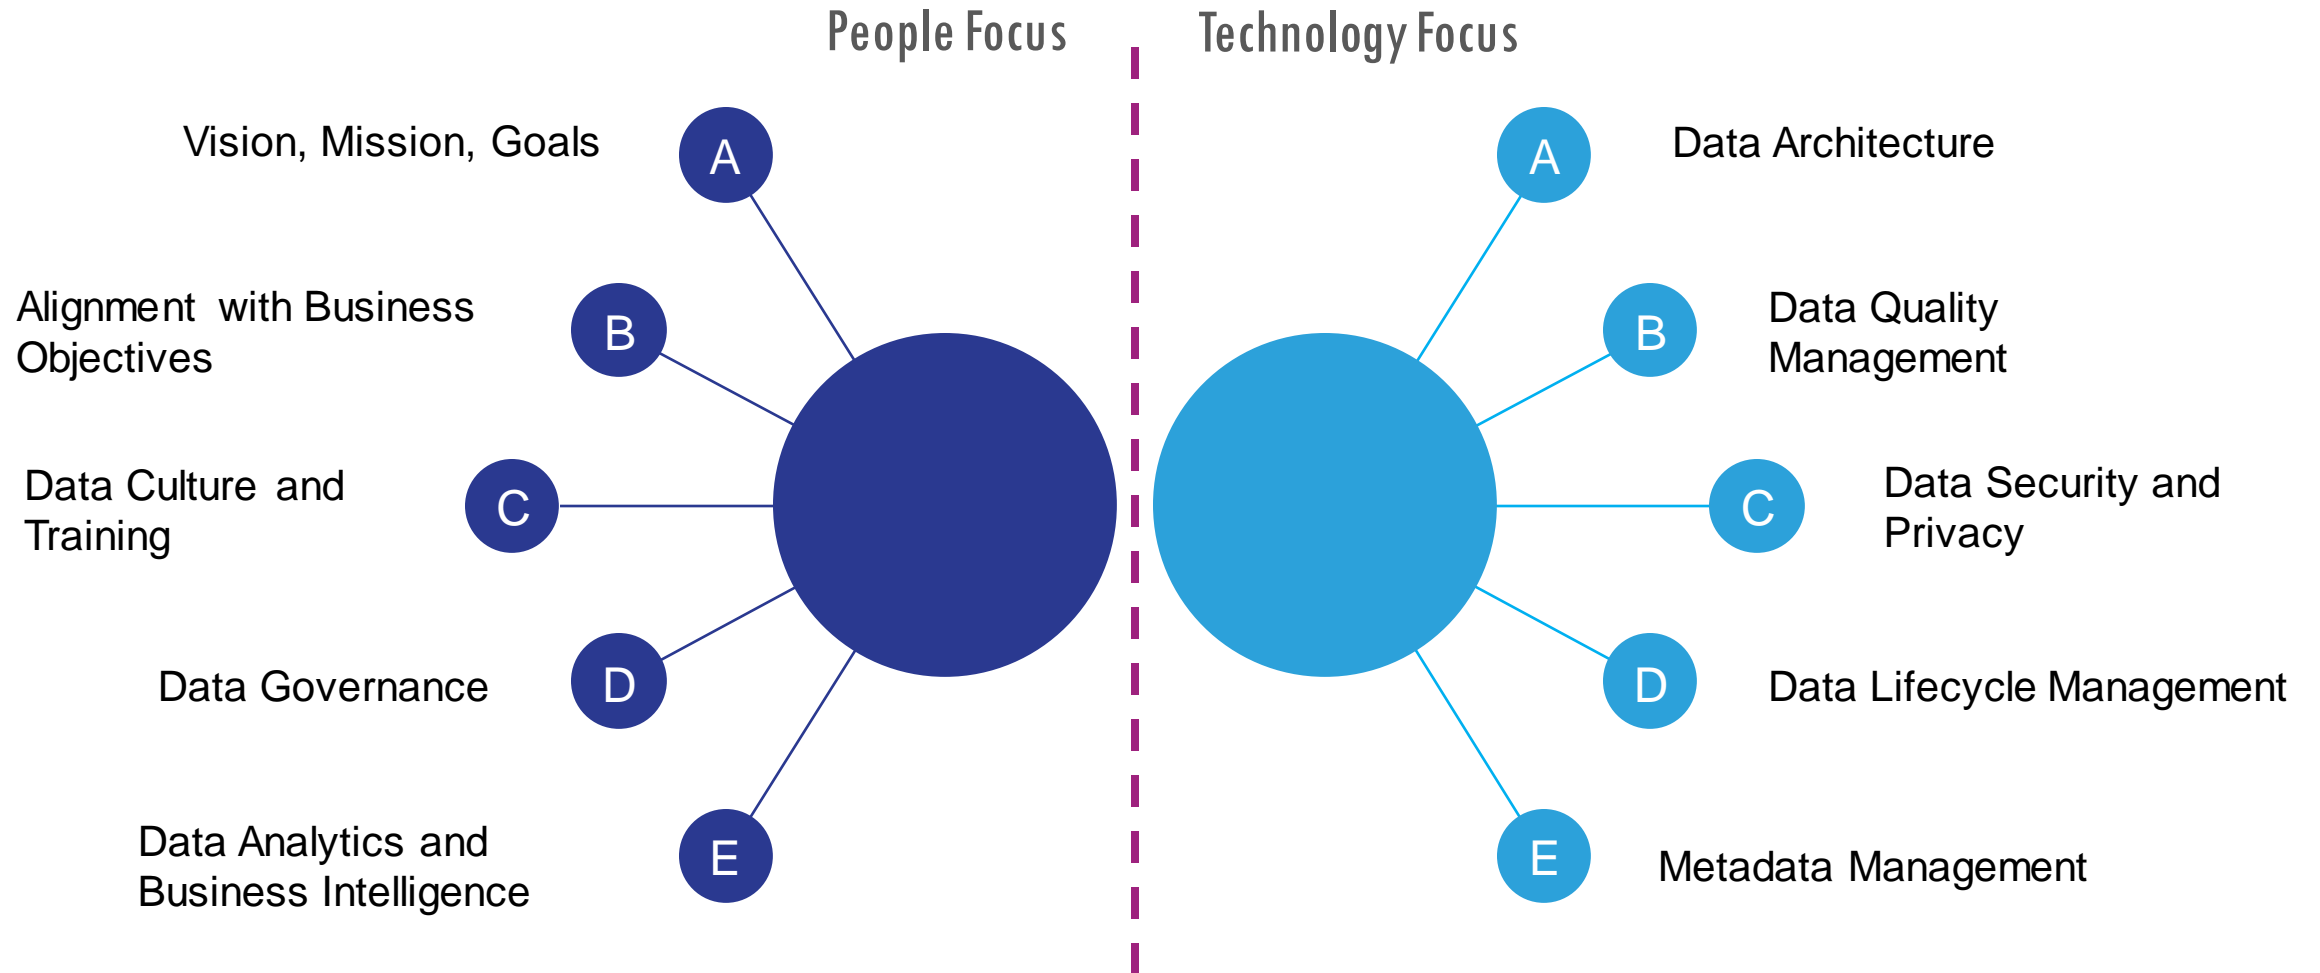 People Focus
Technology Focus
Vision, Mission, Goals
A
Alignment with Business
Objectives
B
Data Culture and
Training
C
Data Governance
D
Data Analytics and
Business Intelligence
E
A
Data Architecture
B
Data Quality
Management
C
Data Security and
Privacy
D
Data Lifecycle Management
E
Metadata Management